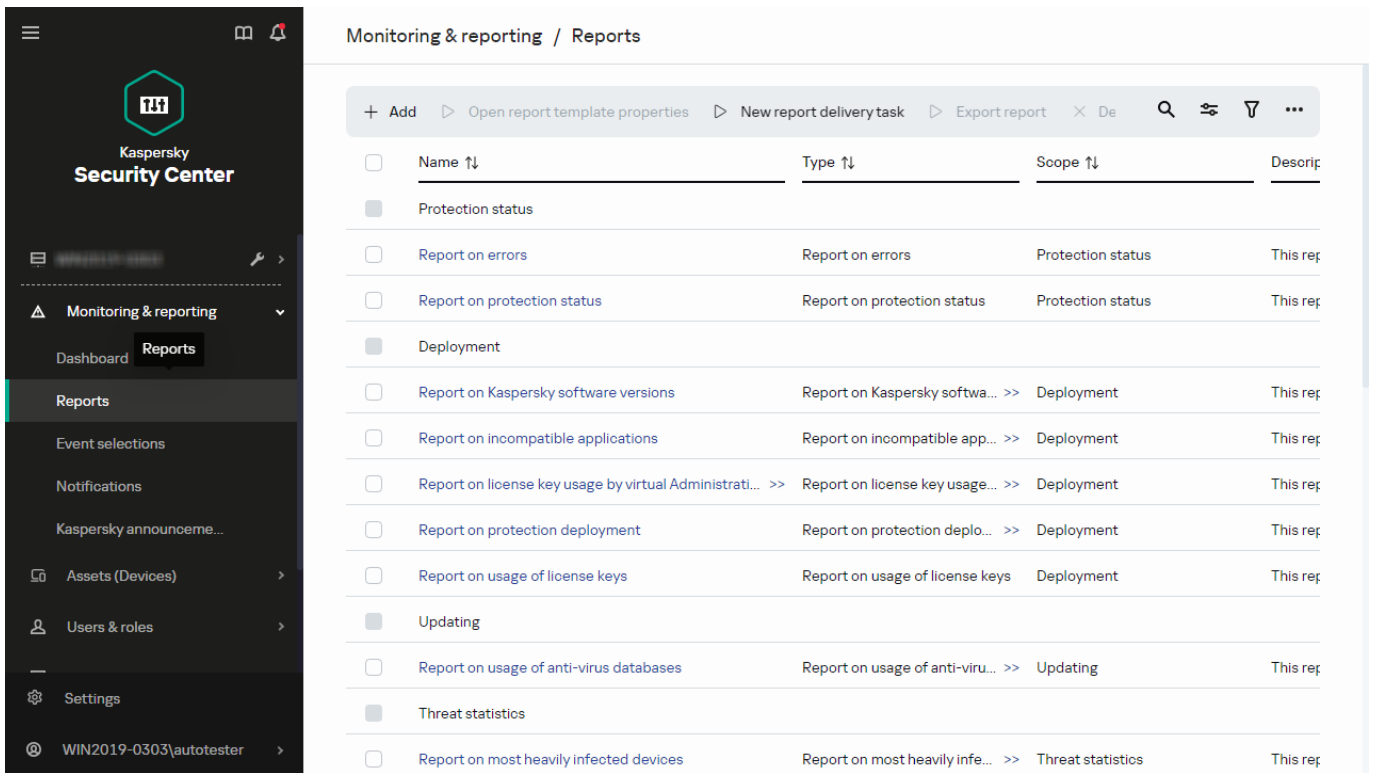 Monitoring & reporting / Reports
Kaspersky
Security Center
Monitoring & reporting
Dashboard
Reports
Reports
Event selections
Notifications
Kaspersky announceme...
Assets (Devices)
Users & roles
Settings
WIN2019-0303\autotester
+ Add Open report template properties New report delivery task Export report De
Name Type Scope Descrip
Protection status
Report on errors Report on errors Protection status This rep
Report on protection status Report on protection status Protection status This rep
Deployment
Report on Kaspersky software versions Report on Kaspersky softwa... >> Deployment This rep
Report on incompatible applications Report on incompatible app... >> Deployment This rep
Report on license key usage by virtual Administrati... >> Report on license key usage... >> Deployment This rep
Report on protection deployment Report on protection deplo... >> Deployment This rep
Report on usage of license keys Report on usage of license keys Deployment This rep
Updating
Report on usage of anti-virus databases Report on usage of anti-viru... >> Updating This rep
Threat statistics
Report on most heavily infected devices Report on most heavily infe... >> Threat statistics This rep